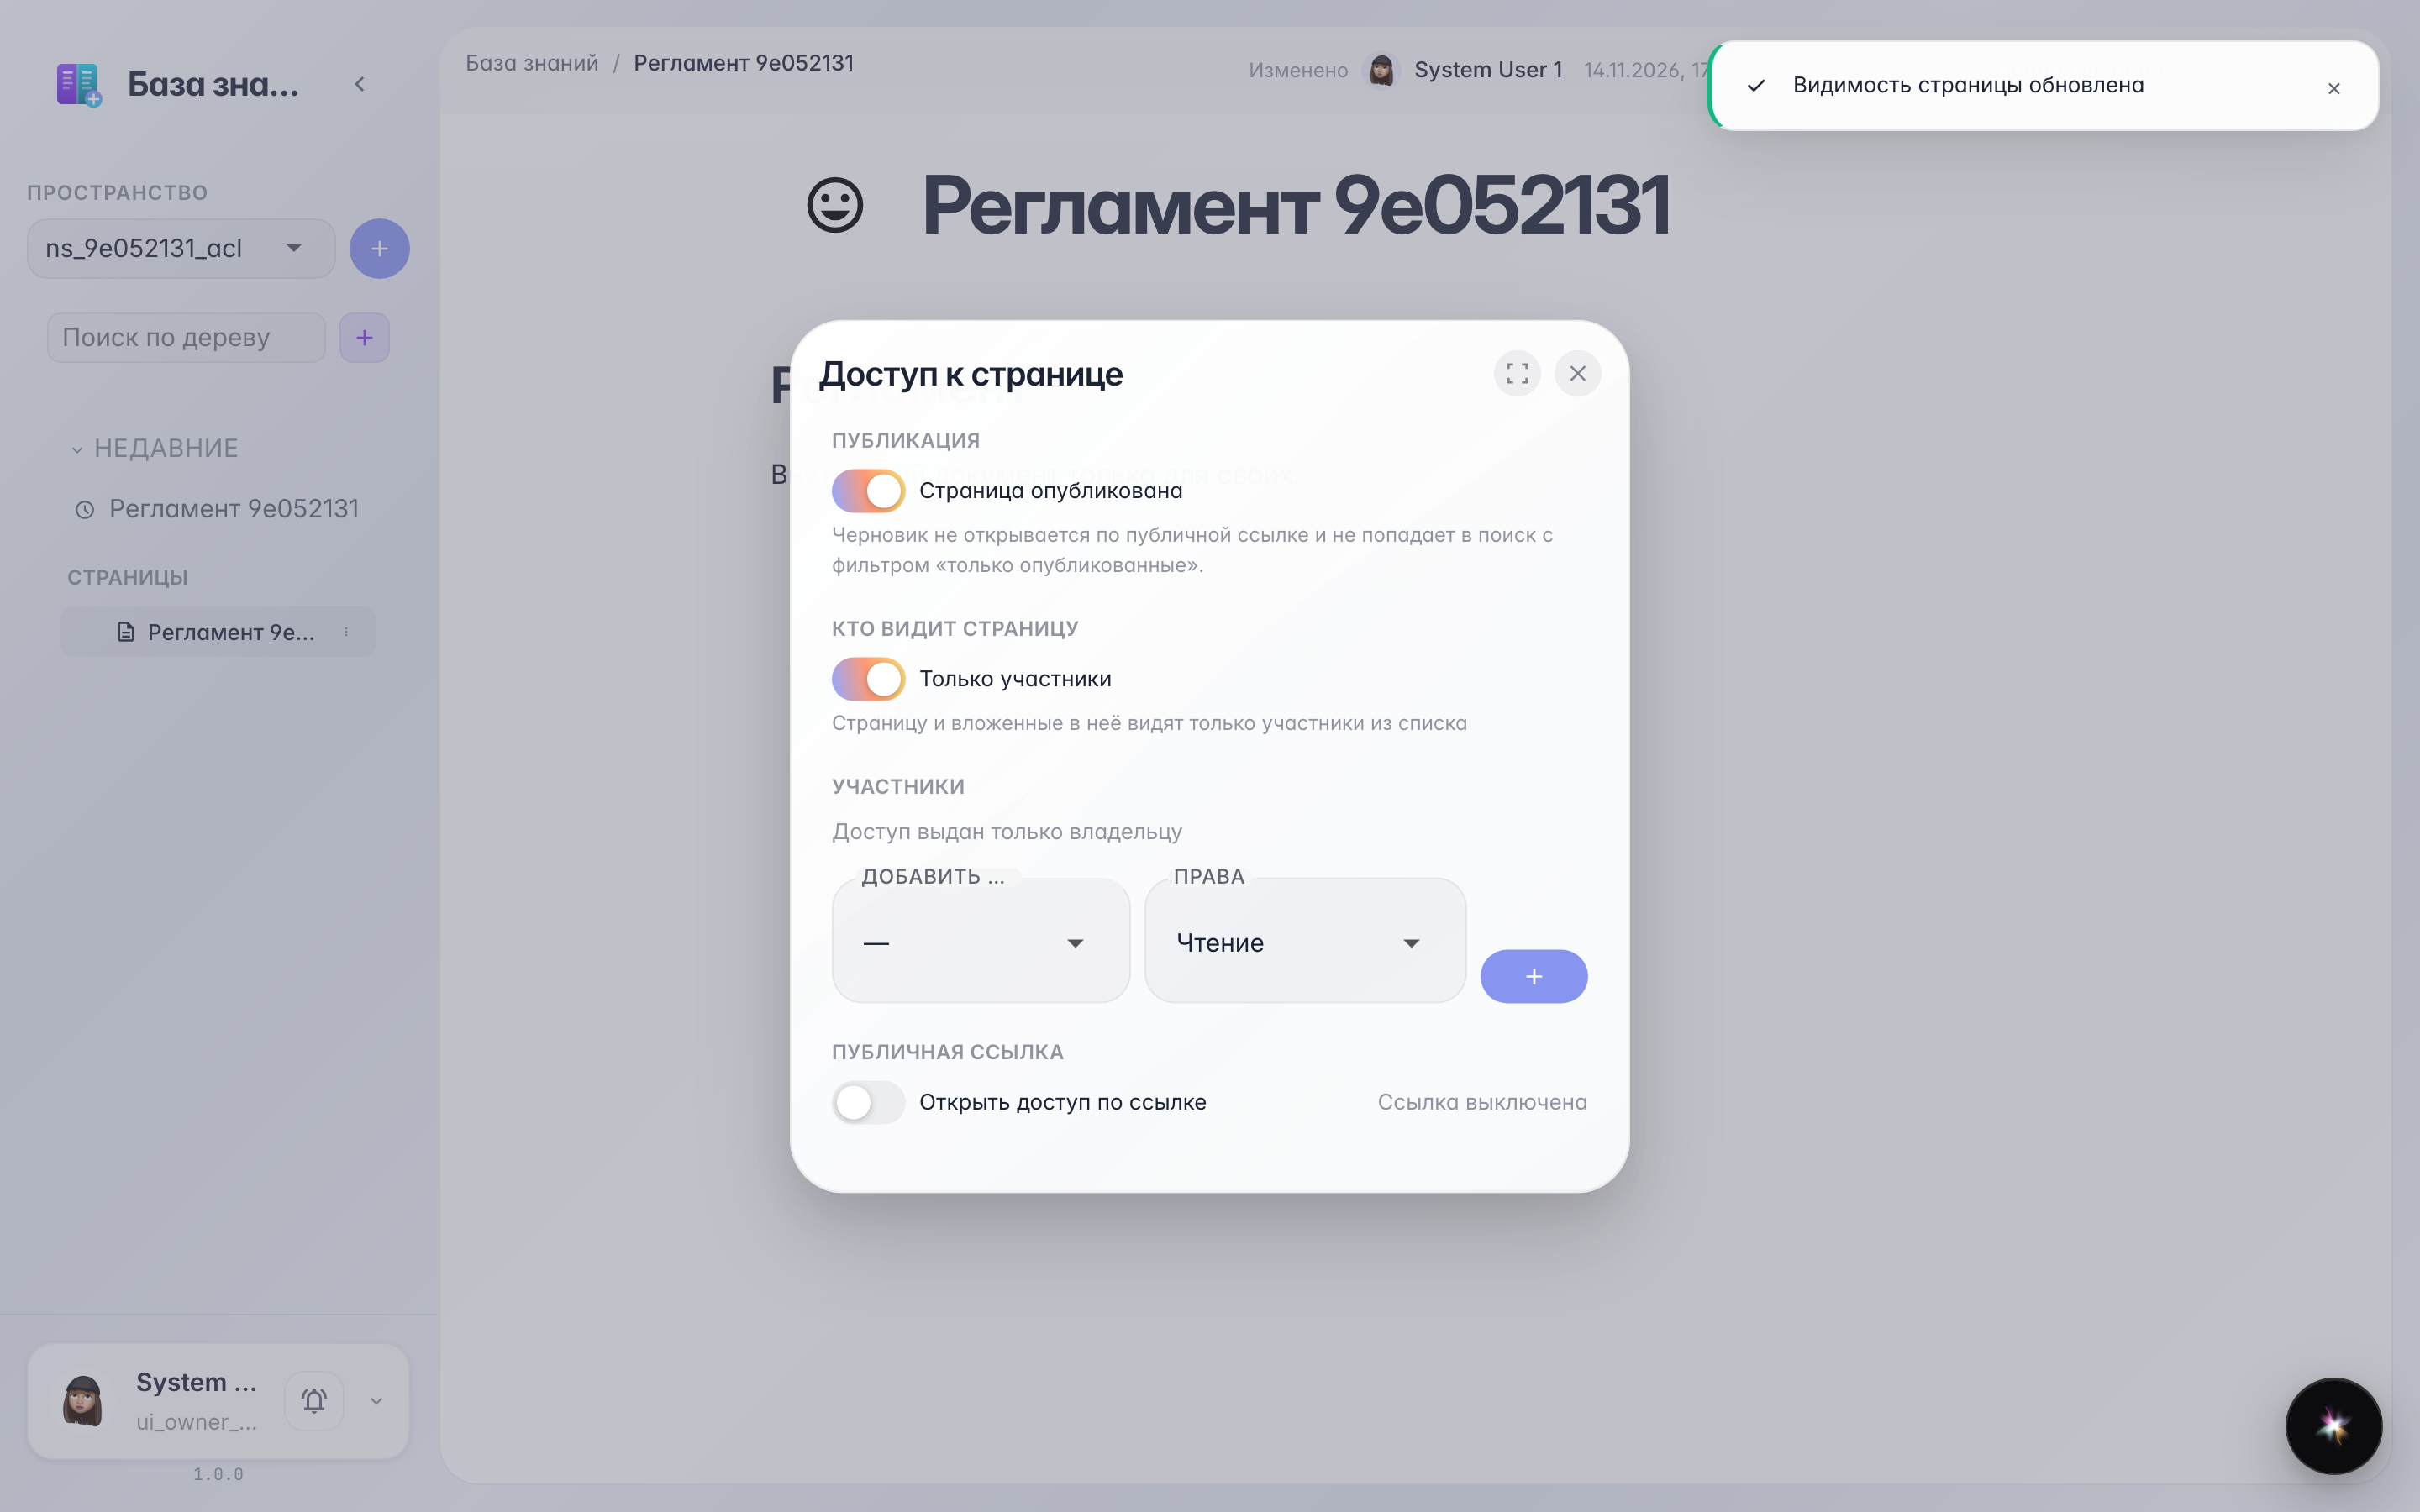 База зна...
ПРОСТРАНСТВО
ns_9e052131_acl
Поиск по дереву
НЕДАВНИЕ
Регламент 9e052131
СТРАНИЦЫ
Регламент 9е...
System ...
ui_owner_...
1.0.0
База знаний / Регламент 9e052131
Изменено System User 1 14.11.2026, 17
Видимость страницы обновлена
Регламент 9e052131
Доступ к странице
ПУБЛИКАЦИЯ
Страница опубликована
Черновик не открывается по публичной ссылке и не попадает в поиск с
фильтром «только опубликованные».
КТО ВИДИТ СТРАНИЦУ
Только участники
Страницу и вложенные в неё видят только участники из списка
УЧАСТНИКИ
Доступ выдан только владельцу
ДОБАВИТЬ ...
ПРАВА
—
Чтение
ПУБЛИЧНАЯ ССЫЛКА
Открыть доступ по ссылке
Ссылка выключена